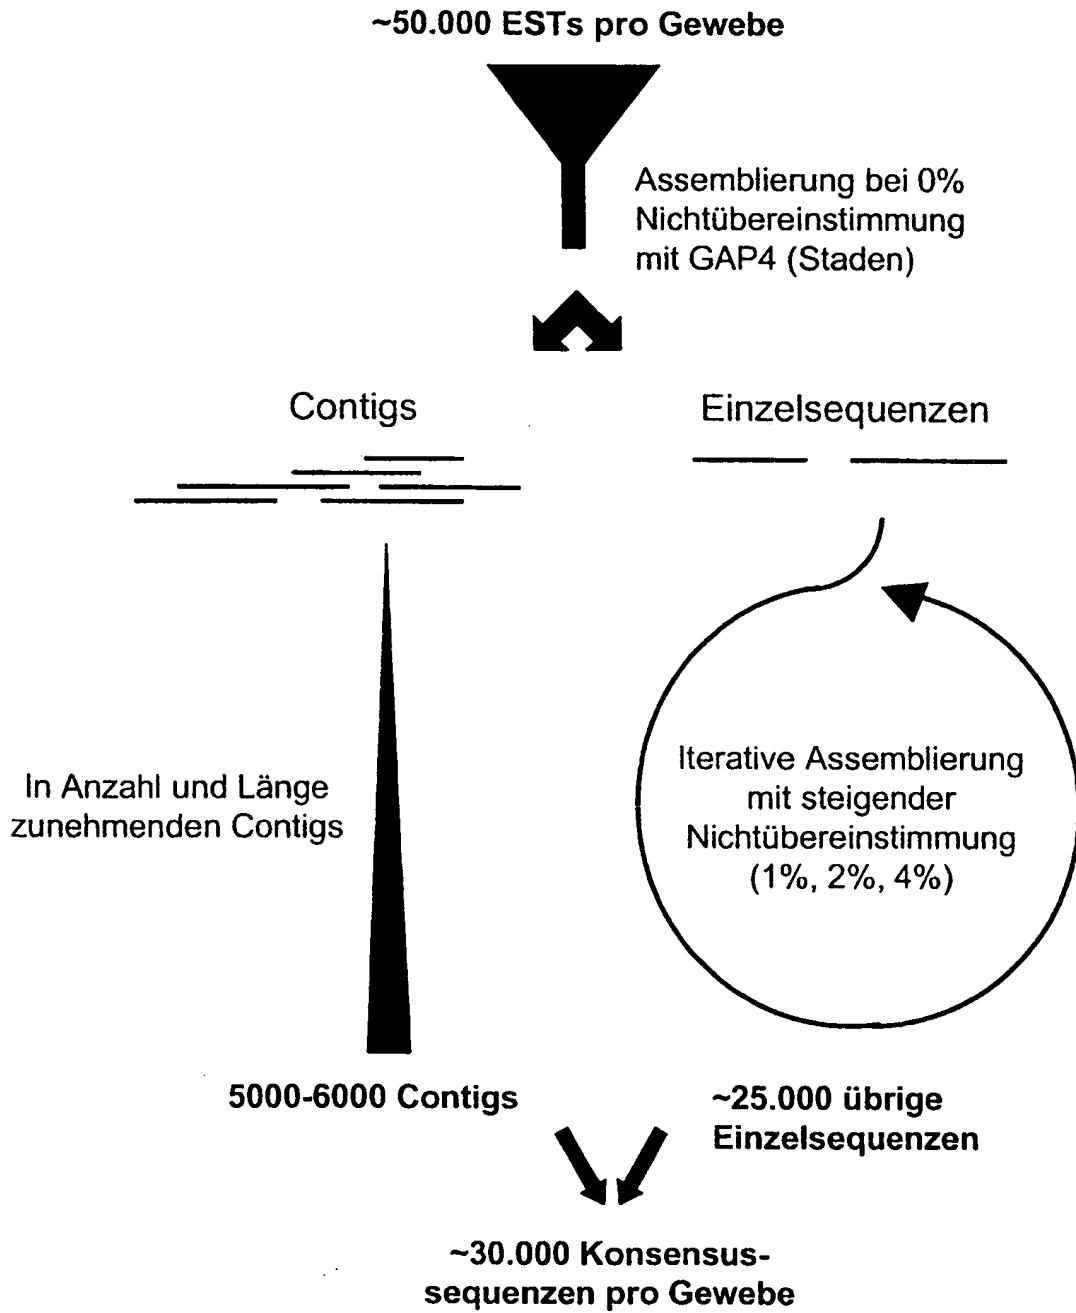 ~50.000 ESTs pro Gewebe
Assemblierung bei 0%
Nichtübereinstimmung
mit GAP4 (Staden)
Contigs
Einzelsequenzen
In Anzahl und Länge
zunehmenden Contigs
Iterative Assemblierung
mit steigender
Nichtübereinstimmung
(1%, 2%, 4%)
5000-6000 Contigs
~25.000 übrige
Einzelsequenzen
~30.000 Konsensus-
sequenzen pro Gewebe